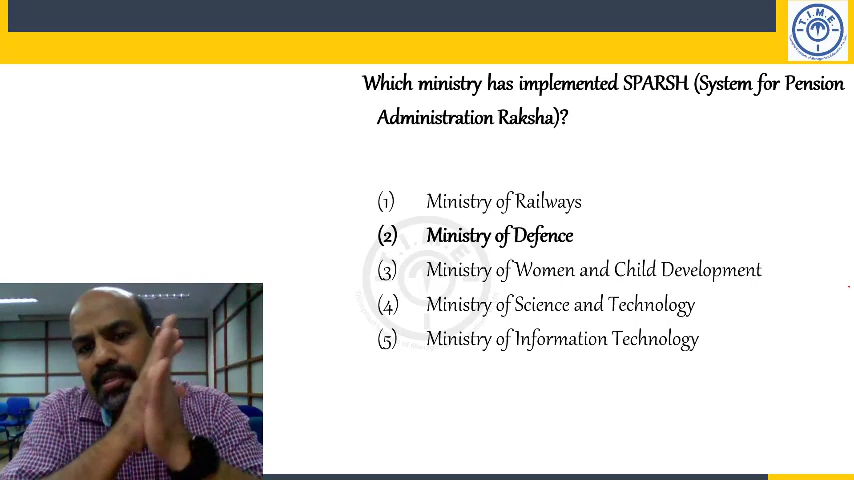 T.I.M.E.
Which ministry has implemented SPARSH (System for Pension
Administration Raksha)?
(1) Ministry of Railways
(2) Ministry of Defence
(3) Ministry of Women and Child Development
(4) Ministry of Science and Technology
(5) Ministry of Information Technology